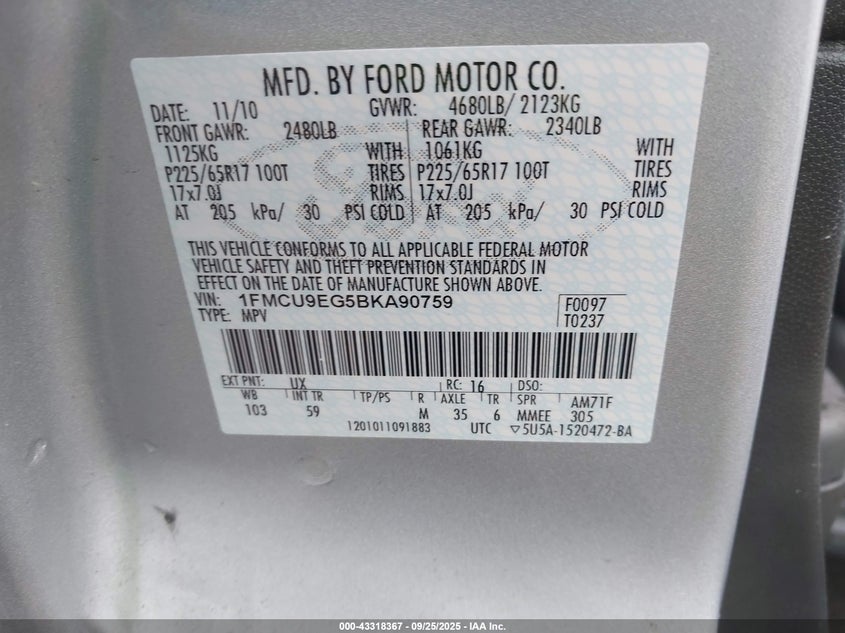 MFD. BY FORD MOTOR CO.
DATE: 11/10 GVWR: 4680LB/ 2123KG
FRONT GAWR: 2480LB REAR GAWR: 2340LB
1125KG WITH 1061KG WITH
P225/65R17 100T TIRES P225/65R17 100T TIRES
17x7.0J RIMS 17x7.0J RIMS
AT 205 kPa/ 30 PSI COLD AT 205 kPa/ 30 PSI COLD
THIS VEHICLE CONFORMS TO ALL APPLICABLE FEDERAL MOTOR
VEHICLE SAFETY AND THEFT PREVENTION STANDARDS IN
EFFECT ON THE DATE OF MANUFACTURE SHOWN ABOVE.
VIN: 1FMCU9EG5BKA90759 F0097
TYPE: MPV T0237
EXT PNT: UX RC: 16 DSO:
WB INT TR TP/PS R AXLE TR SPR AM71F
103 59 M 35 6 MMEE 305
1201011091883 UTC ▽5U5A-1520472-BA
000-43318367 - 09/25/2025 - IAA Inc.